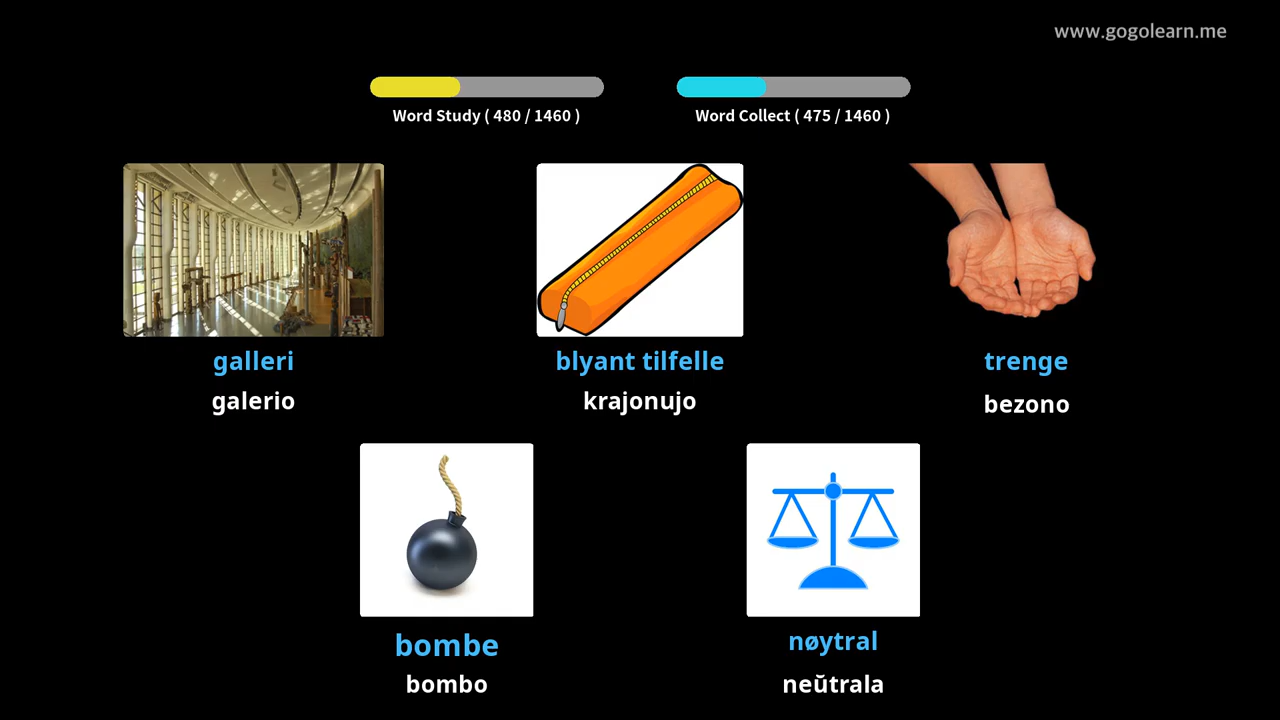 www.gogolearn.me
Word Study ( 480 / 1460 )
Word Collect ( 475 / 1460 )
galleri
galerio
blyant tilfelle
krajonujo
trenge
bezono
bombe
bombo
nøytral
neŭtrala